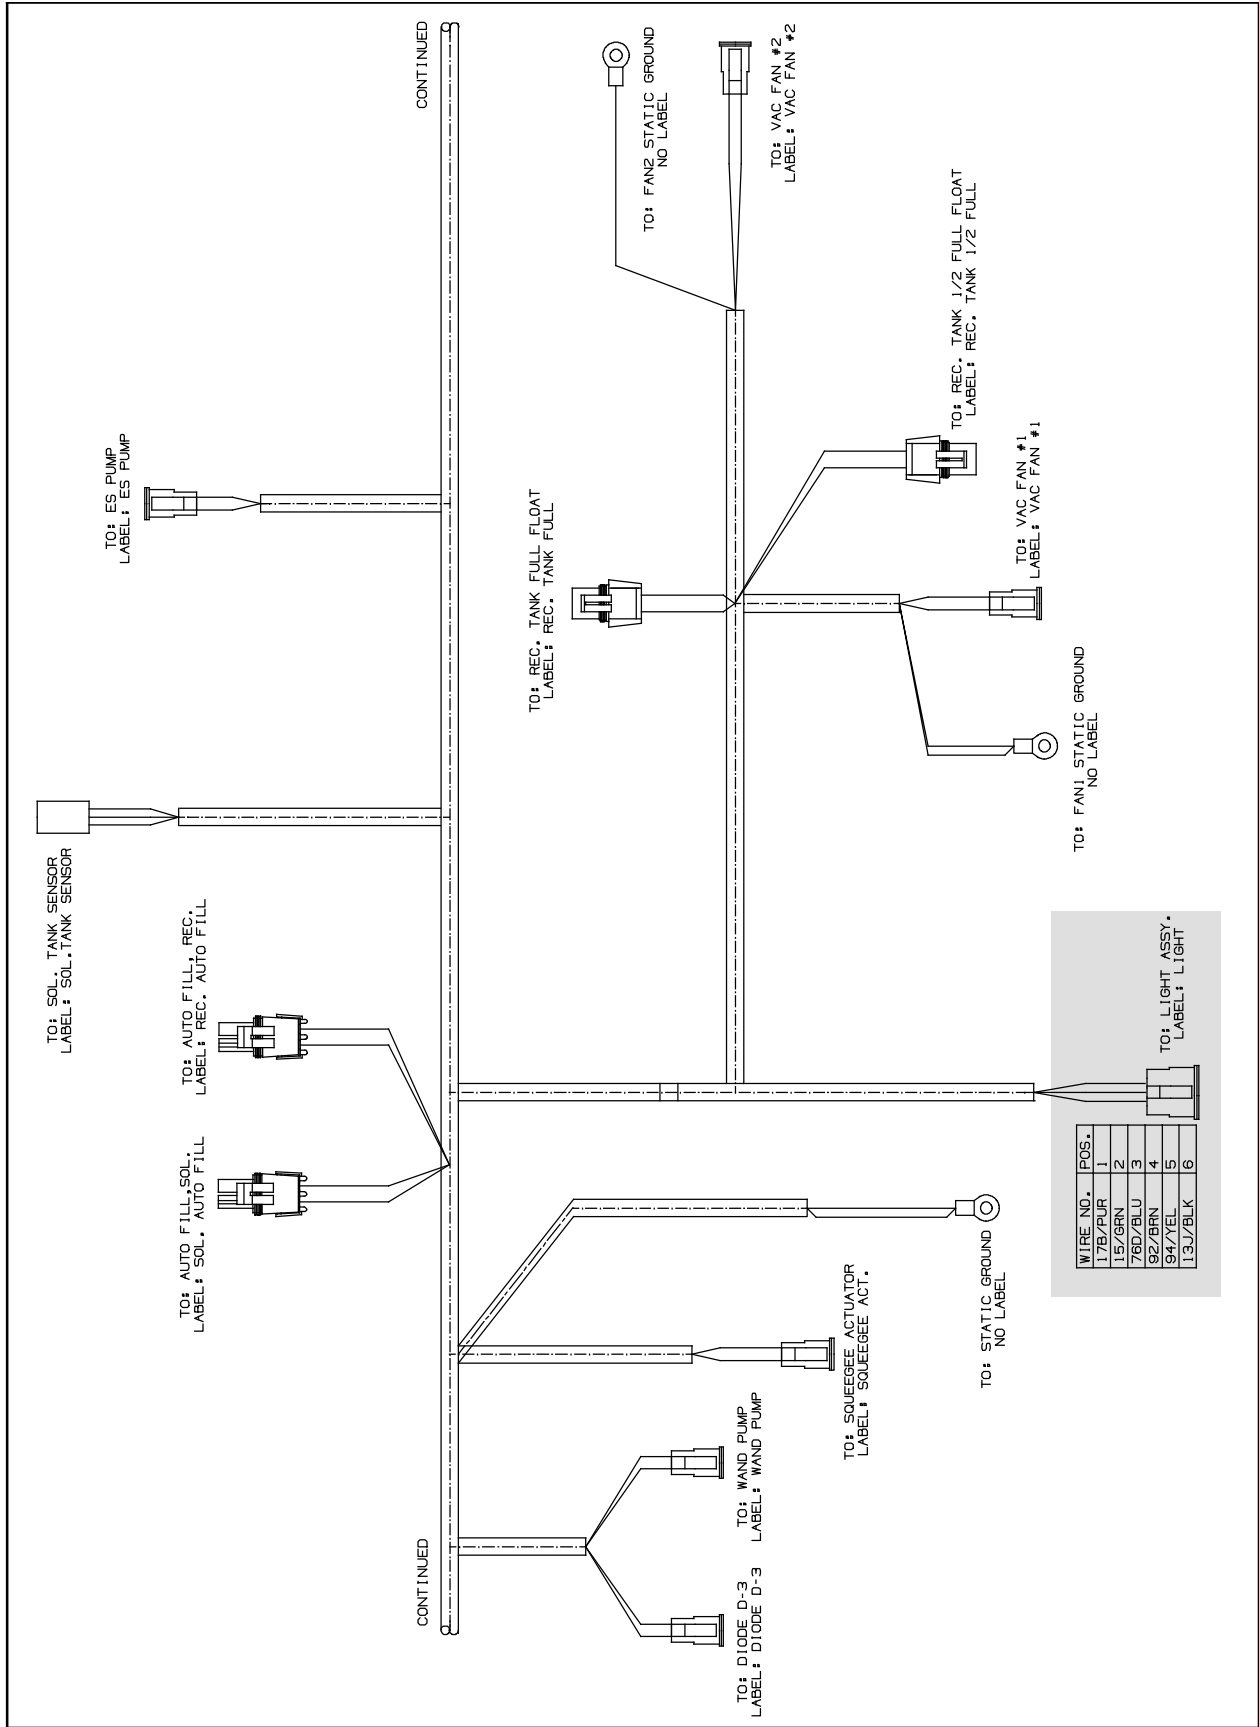 CONTINUED
CONTINUED
TO: ES PUMP
LABEL: ES PUMP
TO: SOL. TANK SENSOR
LABEL: SOL.TANK SENSOR
TO: AUTO FILL, REC.
LABEL: REC. AUTO FILL
TO: AUTO FILL,SOL.
LABEL: SOL. AUTO FILL
TO: FAN2 STATIC GROUND
NO LABEL
TO: VAC FAN #2
LABEL: VAC FAN #2
TO: REC. TANK FULL FLOAT
LABEL: REC. TANK FULL
TO: REC. TANK 1/2 FULL FLOAT
LABEL: REC. TANK 1/2 FULL
TO: VAC FAN #1
LABEL: VAC FAN #1
TO: FAN1 STATIC GROUND
NO LABEL
TO: DIODE D-3
LABEL: DIODE D-3
TO: WAND PUMP
LABEL: WAND PUMP
TO: SQUEEGEE ACTUATOR
LABEL: SQUEEGEE ACT.
TO: STATIC GROUND
NO LABEL
TO: LIGHT ASSY.
LABEL: LIGHT
WIRE NO. POS.
17B/PUR 1
15/GRN 2
76D/BLU 3
92/BRN 4
94/YEL 5
13J/BLK 6